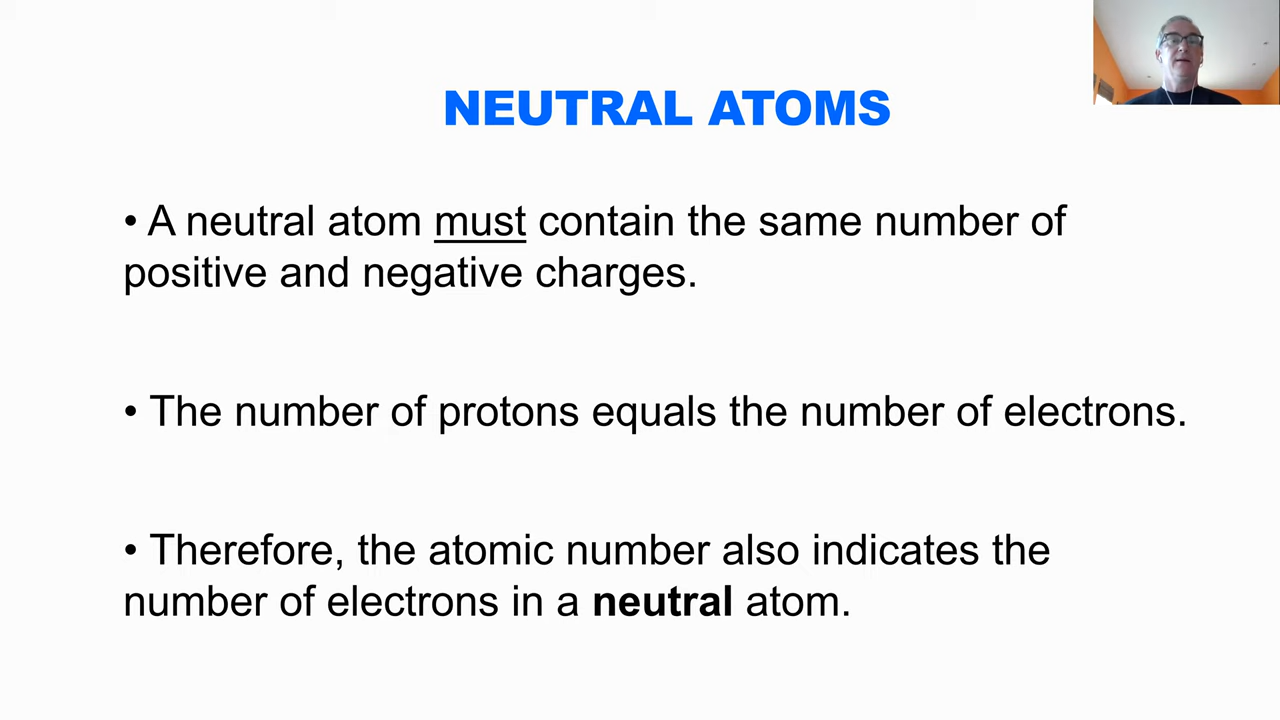 NEUTRAL ATOMS
• A neutral atom must contain the same number of
positive and negative charges.
• The number of protons equals the number of electrons.
• Therefore, the atomic number also indicates the
number of electrons in a neutral atom.